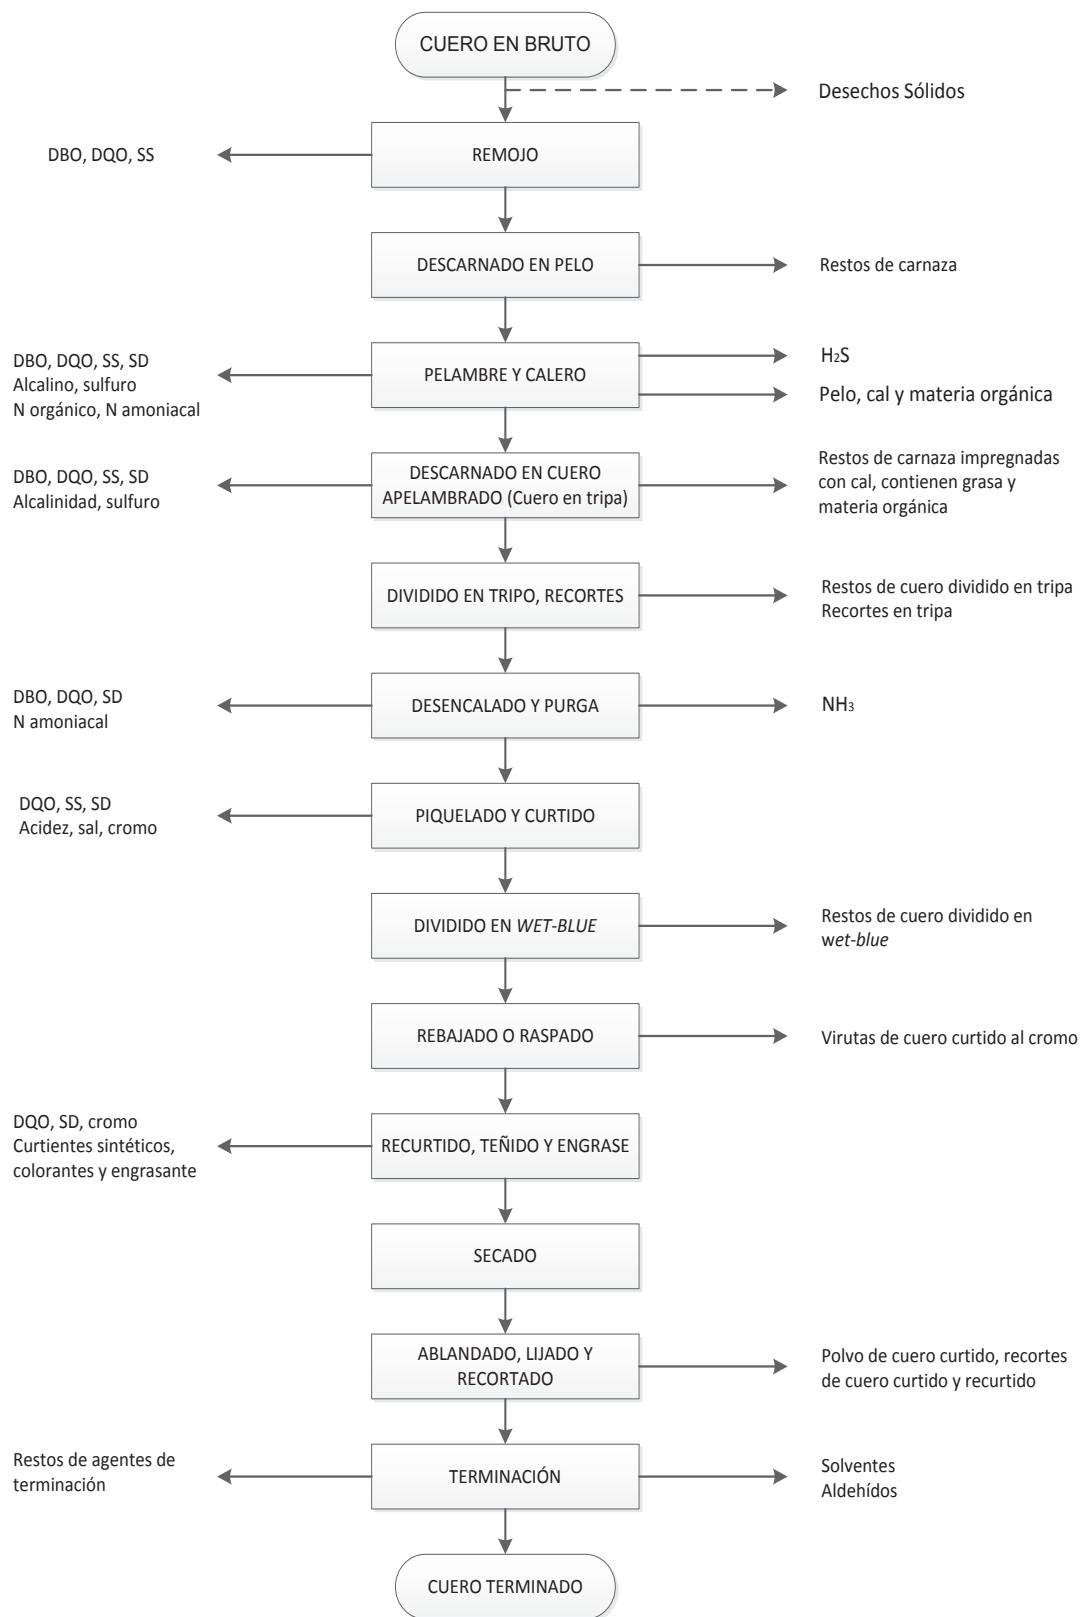 CUERO EN BRUTO
Desechos Sólidos
DBO, DQO, SS
REMOJO
DESCARNADO EN PELO
Restos de carnaza
DBO, DQO, SS, SD
Alcalino, sulfuro
N orgánico, N amoniacal
PELAMBRE Y CALERO
H₂S
Pelo, cal y materia orgánica
DBO, DQO, SS, SD
Alcalinidad, sulfuro
DESCARNADO EN CUERO
APELAMBRADO (Cuero en tripa)
Restos de carnaza impregnadas
con cal, contienen grasa y
materia orgánica
DIVIDIDO EN TRIPO, RECORTES
Restos de cuero dividido en tripa
Recortes en tripa
DBO, DQO, SD
N amoniacal
DESENCALADO Y PURGA
NH₃
DQO, SS, SD
Acidez, sal, cromo
PIQUELADO Y CURTIDO
DIVIDIDO EN WET-BLUE
Restos de cuero dividido en
wet-blue
REBAJADO O RASPADO
Virutas de cuero curtido al cromo
DQO, SD, cromo
Curtientes sintéticos,
colorantes y engrasante
RECURTIDO, TEÑIDO Y ENGRASE
SECADO
ABLANDADO, LIJADO Y
RECORTADO
Polvo de cuero curtido, recortes
de cuero curtido y recurtido
Restos de agentes de
terminación
TERMINACIÓN
Solventes
Aldehídos
CUERO TERMINADO